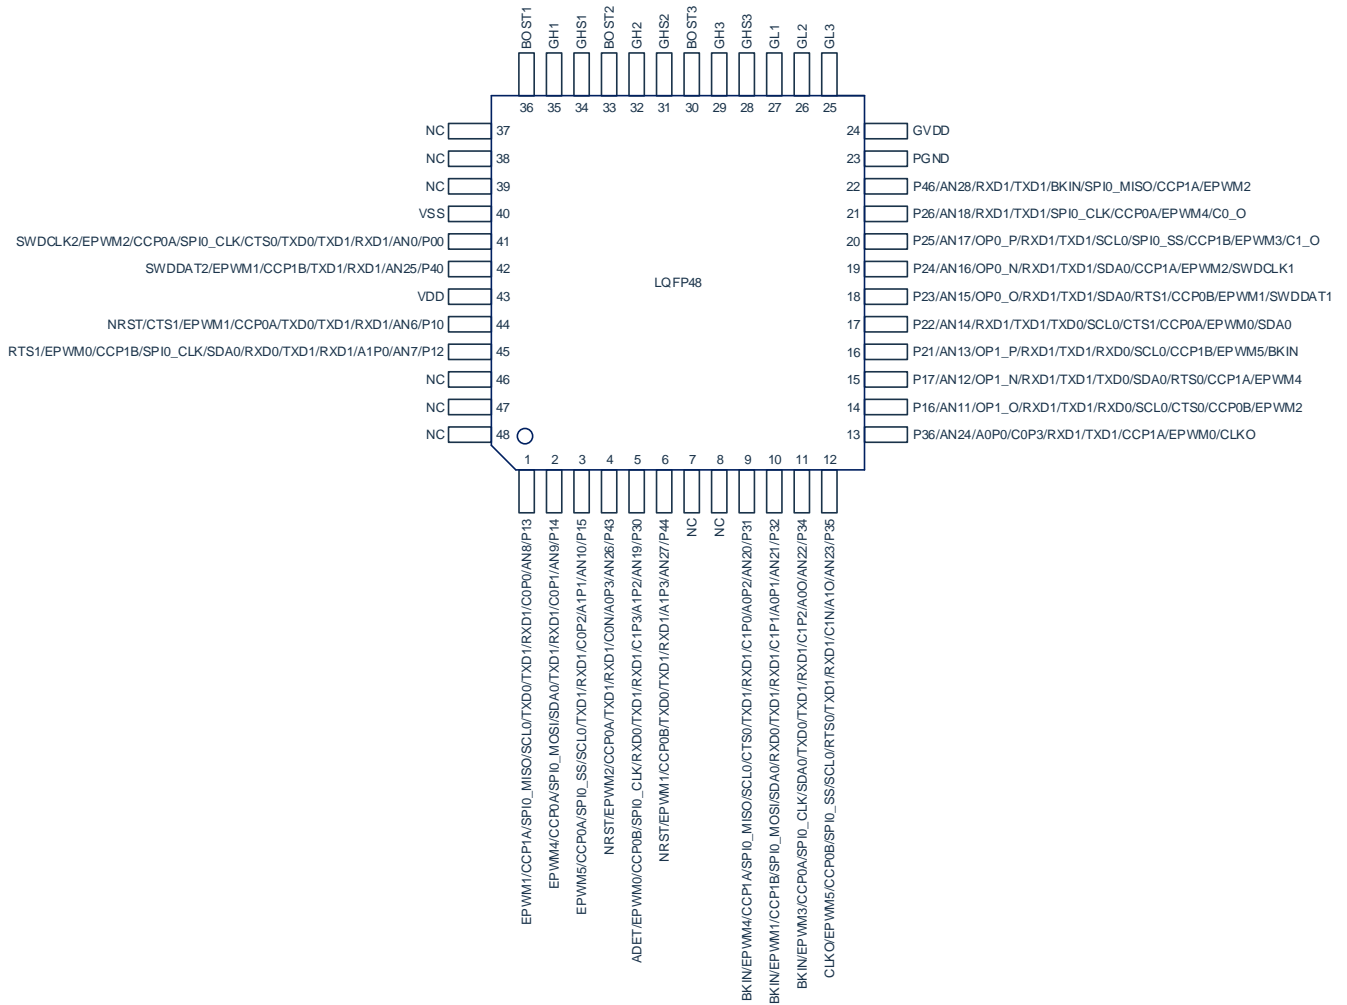 BOST1
GH1
GHS1
BOST2
GH2
GHS2
BOST3
GH3
GHS3
GL1
GL2
GL3
36 35 34 33 32 31 30 29 28 27 26 25
NC 37
NC 38
NC 39
VSS 40
SWDCLK2/EPWM2/CCP0A/SPI0_CLK/CTS0/TXD0/TXD1/RXD1/AN0/P00 41
SWDDAT2/EPWM1/CCP1B/TXD1/RXD1/AN25/P40 42
VDD 43
NRST/CTS1/EPWM1/CCP0A/TXD0/TXD1/RXD1/AN6/P10 44
RTS1/EPWM0/CCP1B/SPI0_CLK/SDA0/RXD0/TXD1/RXD1/A1P0/AN7/P12 45
NC 46
NC 47
NC 48
LQFP48
24 GVDD
23 PGND
22 P46/AN28/RXD1/TXD1/BKIN/SPI0_MISO/CCP1A/EPWM2
21 P26/AN18/RXD1/TXD1/SPI0_CLK/CCP0A/EPWM4/C0_O
20 P25/AN17/OP0_P/RXD1/TXD1/SCL0/SPI0_SS/CCP1B/EPWM3/C1_O
19 P24/AN16/OP0_N/RXD1/TXD1/SDA0/CCP1A/EPWM2/SWDCLK1
18 P23/AN15/OP0_O/RXD1/TXD1/SDA0/RTS1/CCP0B/EPWM1/SWDDAT1
17 P22/AN14/RXD1/TXD1/TXD0/SCL0/CTS1/CCP0A/EPWM0/SDA0
16 P21/AN13/OP1_P/RXD1/TXD1/RXD0/SCL0/CCP1B/EPWM5/BKIN
15 P17/AN12/OP1_N/RXD1/TXD1/TXD0/SDA0/RTS0/CCP1A/EPWM4
14 P16/AN11/OP1_O/RXD1/TXD1/RXD0/SCL0/CTS0/CCP0B/EPWM2
13 P36/AN24/A0P0/C0P3/RXD1/TXD1/CCP1A/EPWM0/CLKO
1 2 3 4 5 6 7 8 9 10 11 12
EPWM1/CCP1A/SPI0_MISO/SCL0/TXD0/TXD1/RXD1/C0P0/AN8/P13
EPWM4/CCP0A/SPI0_MOSI/SDA0/TXD1/RXD1/C0P1/AN9/P14
EPWM5/CCP0A/SPI0_SS/SCL0/TXD1/RXD1/C0P2/A1P1/AN10/P15
NRST/EPWM2/CCP0A/TXD1/RXD1/C0N/A0P3/AN26/P43
ADET/EPWM0/CCP0B/SPI0_CLK/RXD0/TXD1/RXD1/C1P3/A1P2/AN19/P30
NRST/EPWM1/CCP0B/TXD0/TXD1/RXD1/A1P3/AN27/P44
NC
NC
BKIN/EPWM4/CCP1A/SPI0_MISO/SCL0/CTS0/TXD1/RXD1/C1P0/A0P2/AN20/P31
BKIN/EPWM1/CCP1B/SPI0_MOSI/SDA0/RXD0/TXD1/RXD1/C1P1/A0P1/AN21/P32
BKIN/EPWM3/CCP0A/SPI0_CLK/SDA0/TXD0/TXD1/RXD1/C1P2/A0O/AN22/P34
CLKO/EPWM5/CCP0B/SPI0_SS/SCL0/RTS0/TXD1/RXD1/C1N/A1O/AN23/P35